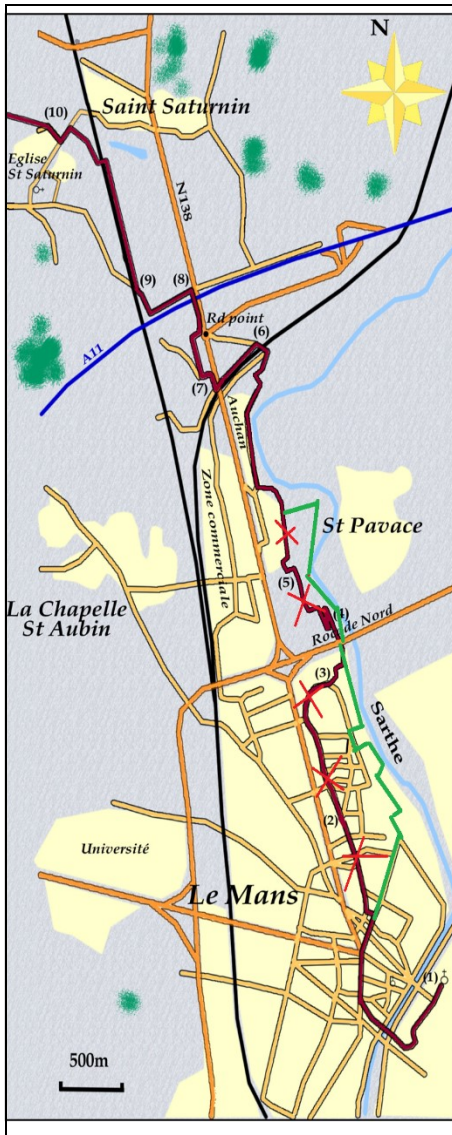 N
(10)
Saint Saturnin
Eglise
St Saturnin
N138
(9)
(8)
Rd point
(6)
A11
(7)
Auchan
Zone commerciale
St Pavace
(5)
(4)
La Chapelle
St Aubin
Rocade Nord
(3)
Sarthe
(2)
Université
Le Mans
(1)
500m